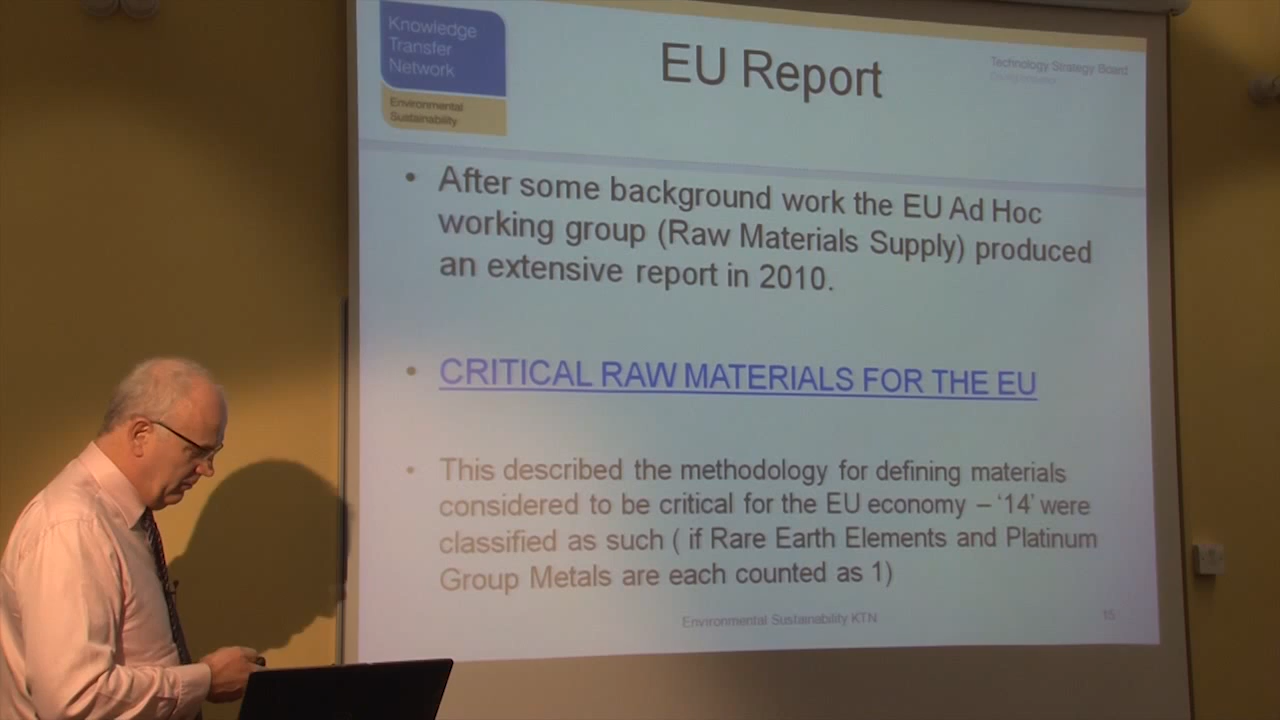 Knowledge
Transfer
Network
Environmental
Sustainability
EU Report
Technology Strategy Board
• After some background work the EU Ad Hoc
working group (Raw Materials Supply) produced
an extensive report in 2010.
• CRITICAL RAW MATERIALS FOR THE EU
• This described the methodology for defining materials
considered to be critical for the EU economy – ‘14’ were
classified as such ( if Rare Earth Elements and Platinum
Group Metals are each counted as 1)
Environmental Sustainability KTN
15